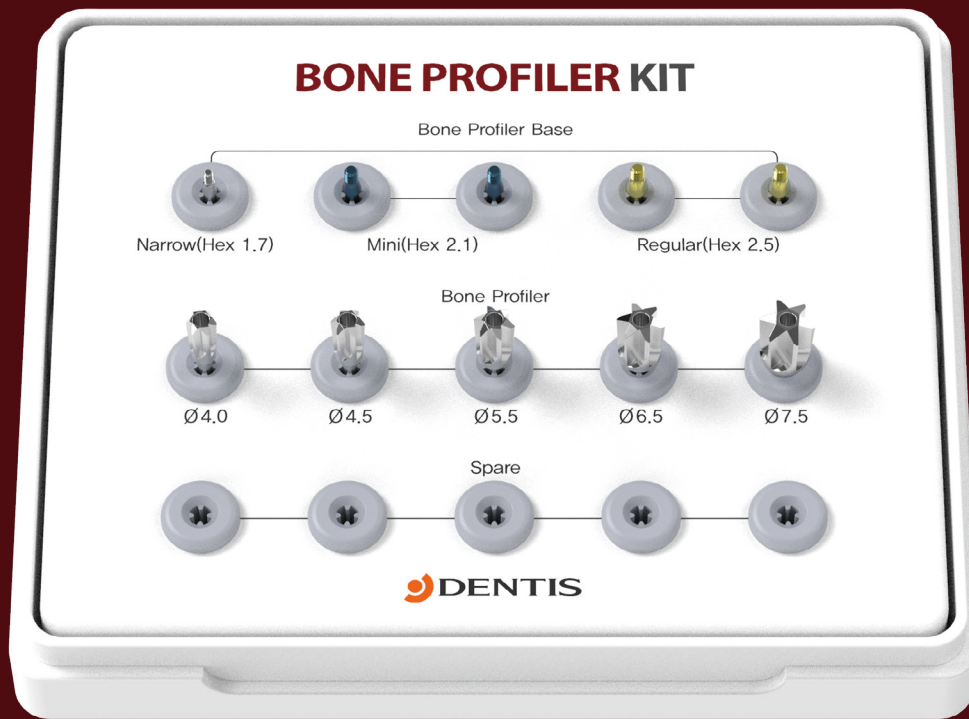 BONE PROFILER KIT
Bone Profiler Base
Narrow(Hex 1.7) Mini(Hex 2.1) Regular(Hex 2.5)
Bone Profiler
Ø4.0 Ø4.5 Ø5.5 Ø6.5 Ø7.5
Spare
DENTIS